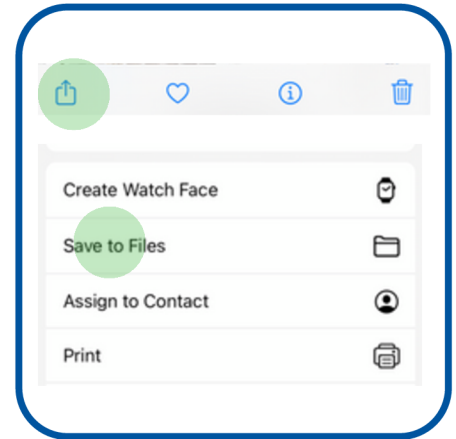 Create Watch Face
Save to Files
Assign to Contact
Print